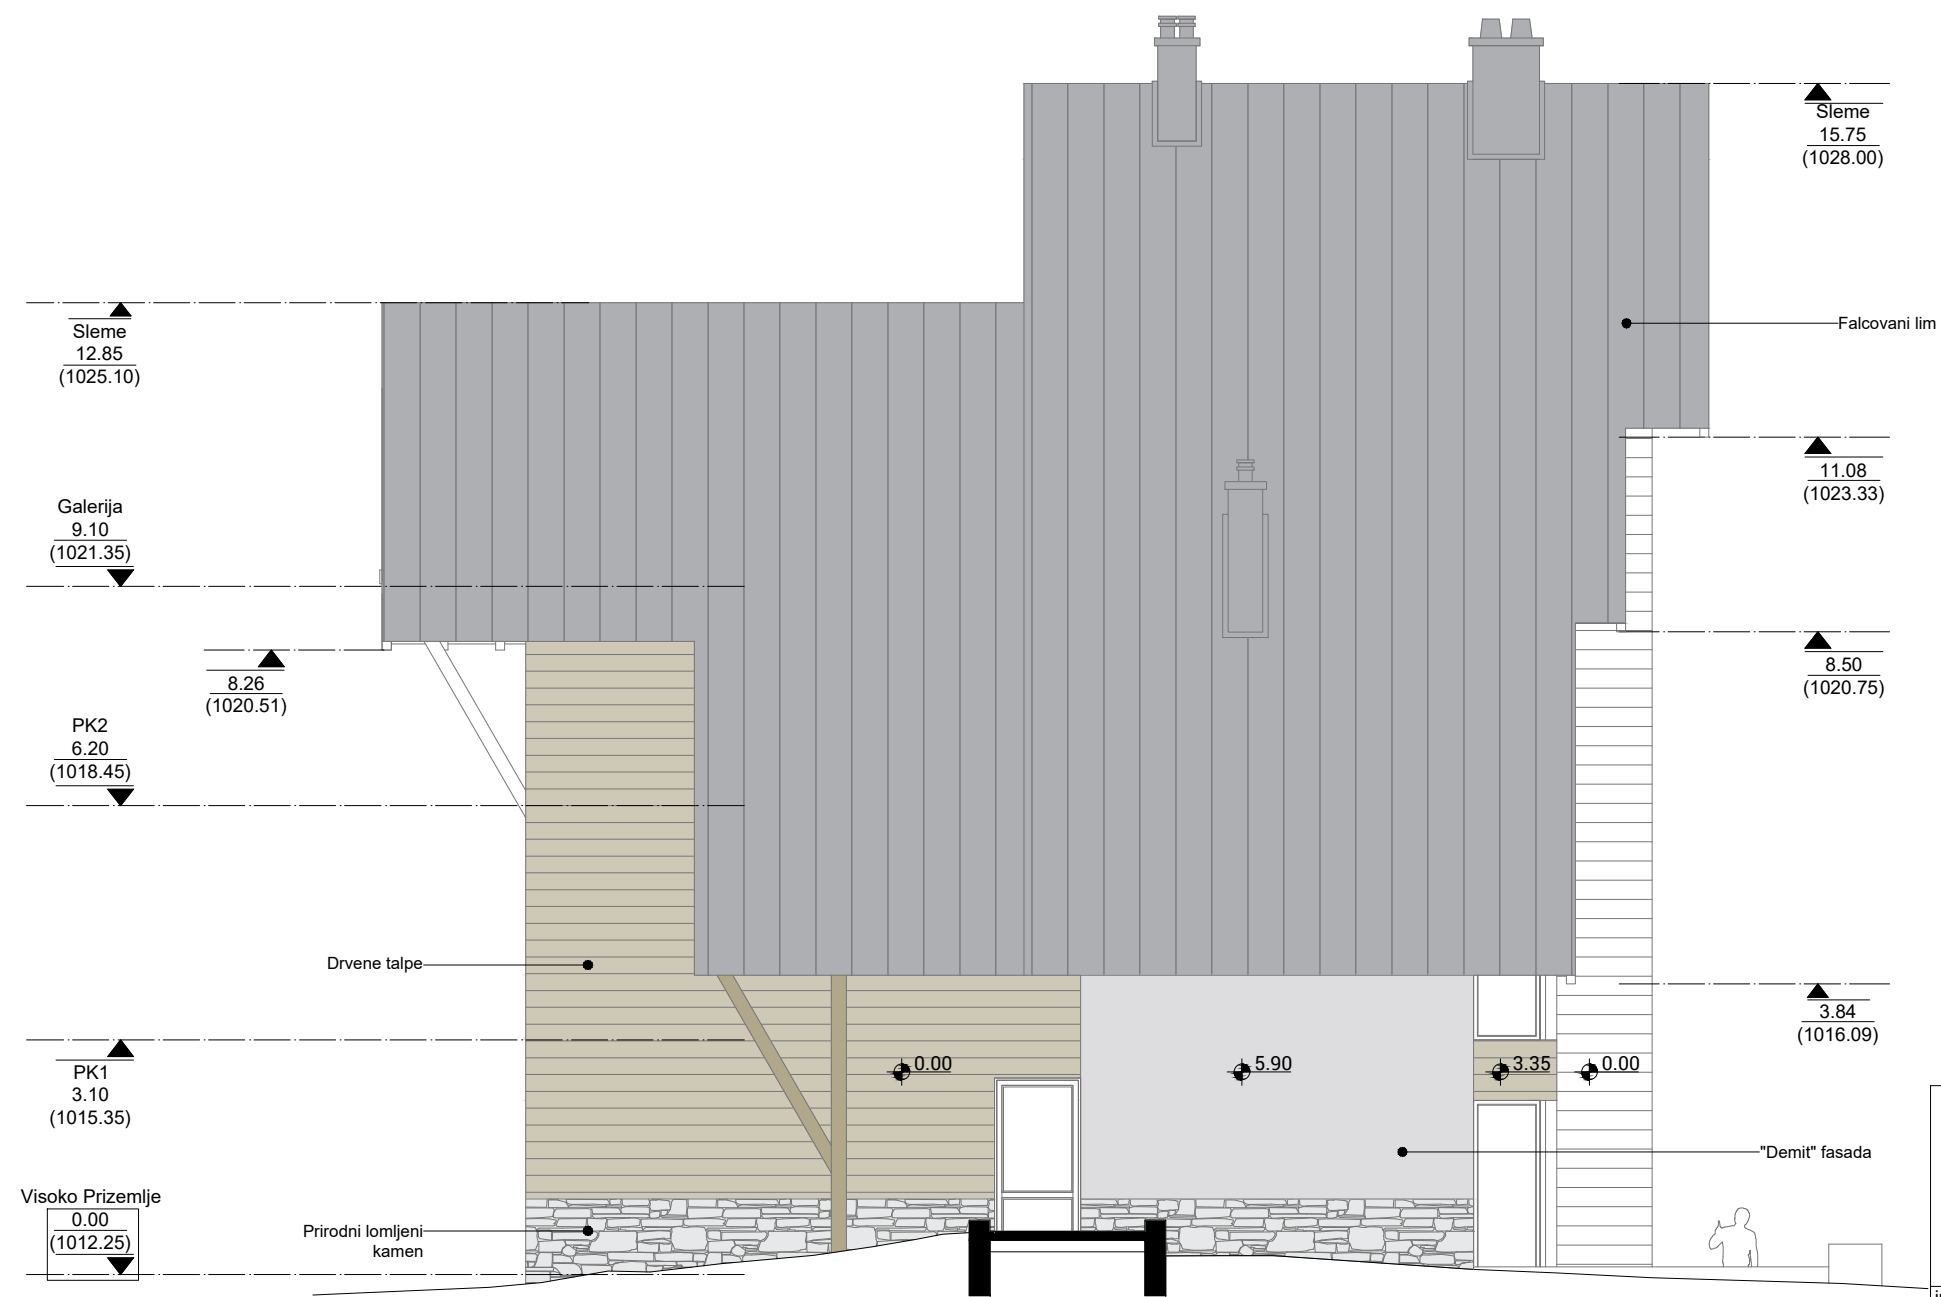 Sleme
15.75
(1028.00)
Sleme
12.85
(1025.10)
Falcovani lim
11.08
(1023.33)
Galerija
9.10
(1021.35)
8.26
(1020.51)
8.50
(1020.75)
PK2
6.20
(1018.45)
Drvene talpe
3.84
(1016.09)
PK1
3.10
(1015.35)
0.00
5.90
3.35
0.00
"Demit" fasada
Visoko Prizemlje
0.00
(1012.25)
Prirodni lomljeni
kamen